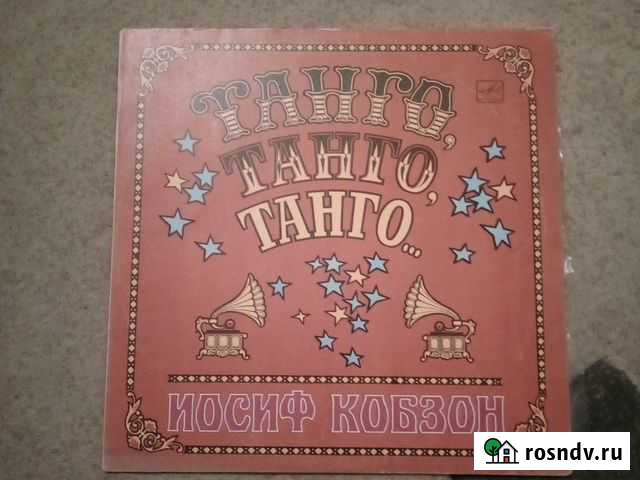 ТАНГО,
ТАНГО,
ТАНГО...
ИОСИФ КОБЗОН
rosndv.ru